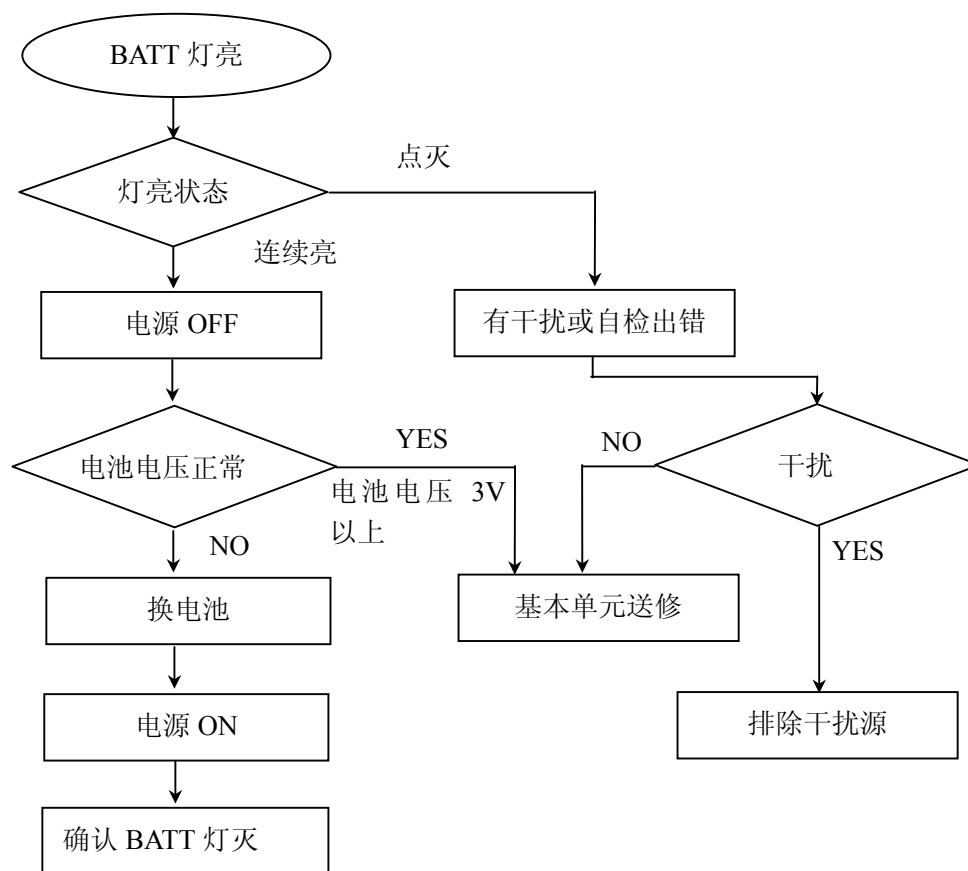 BATT 灯亮
点灭
灯亮状态
连续亮
电源 OFF
有干扰或自检出错
YES
NO
电池电压正常
干扰
电池电压 3V
以上
NO
YES
换电池
基本单元送修
电源 ON
排除干扰源
确认 BATT 灯灭